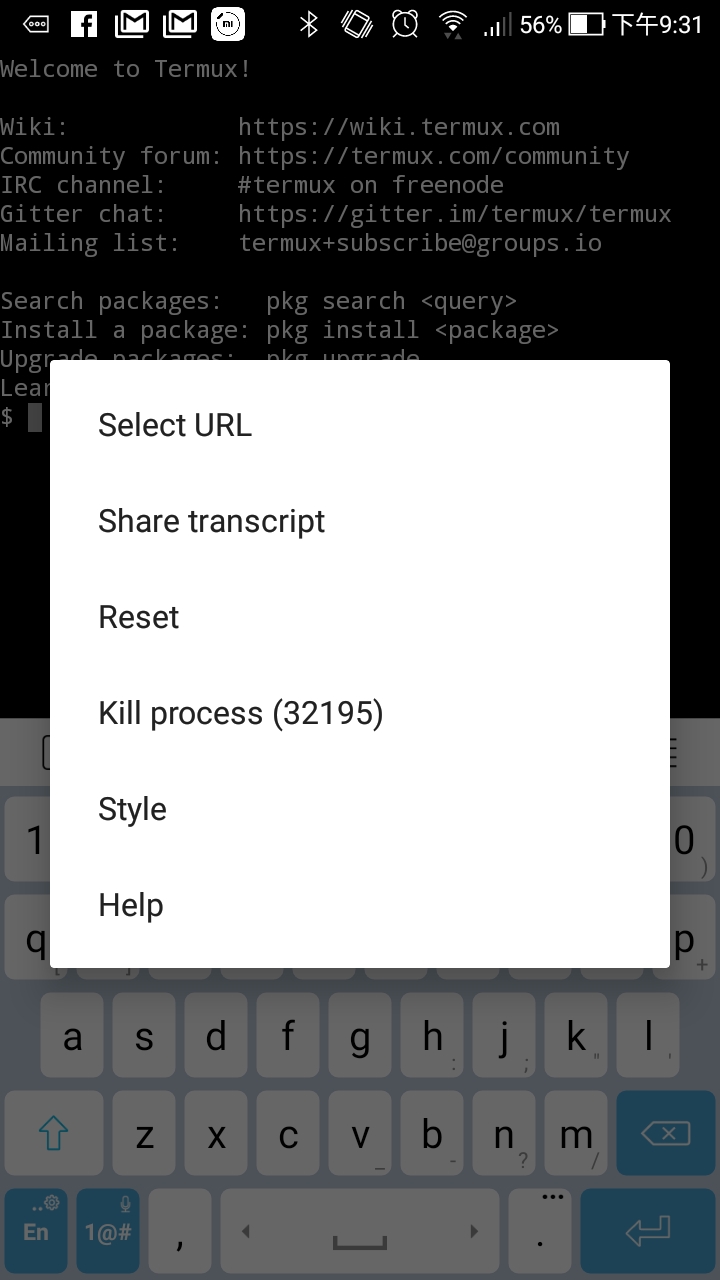 56% 下午9:31
Welcome to Termux!
Wiki: https://wiki.termux.com
Community forum: https://termux.com/community
IRC channel: #termux on freenode
Gitter chat: https://gitter.im/termux/termux
Mailing list: termux+subscribe@groups.io
Search packages: pkg search <query>
Install a package: pkg install <package>
Upgrade packages: pkg upgrade
Lear
$
Select URL
Share transcript
Reset
Kill process (32195)
Style
Help
1 0 )
q [ ] p +
a s d f g h : j ; k " l '
z x c v _ b - n ? m /
En 1@# , . ...